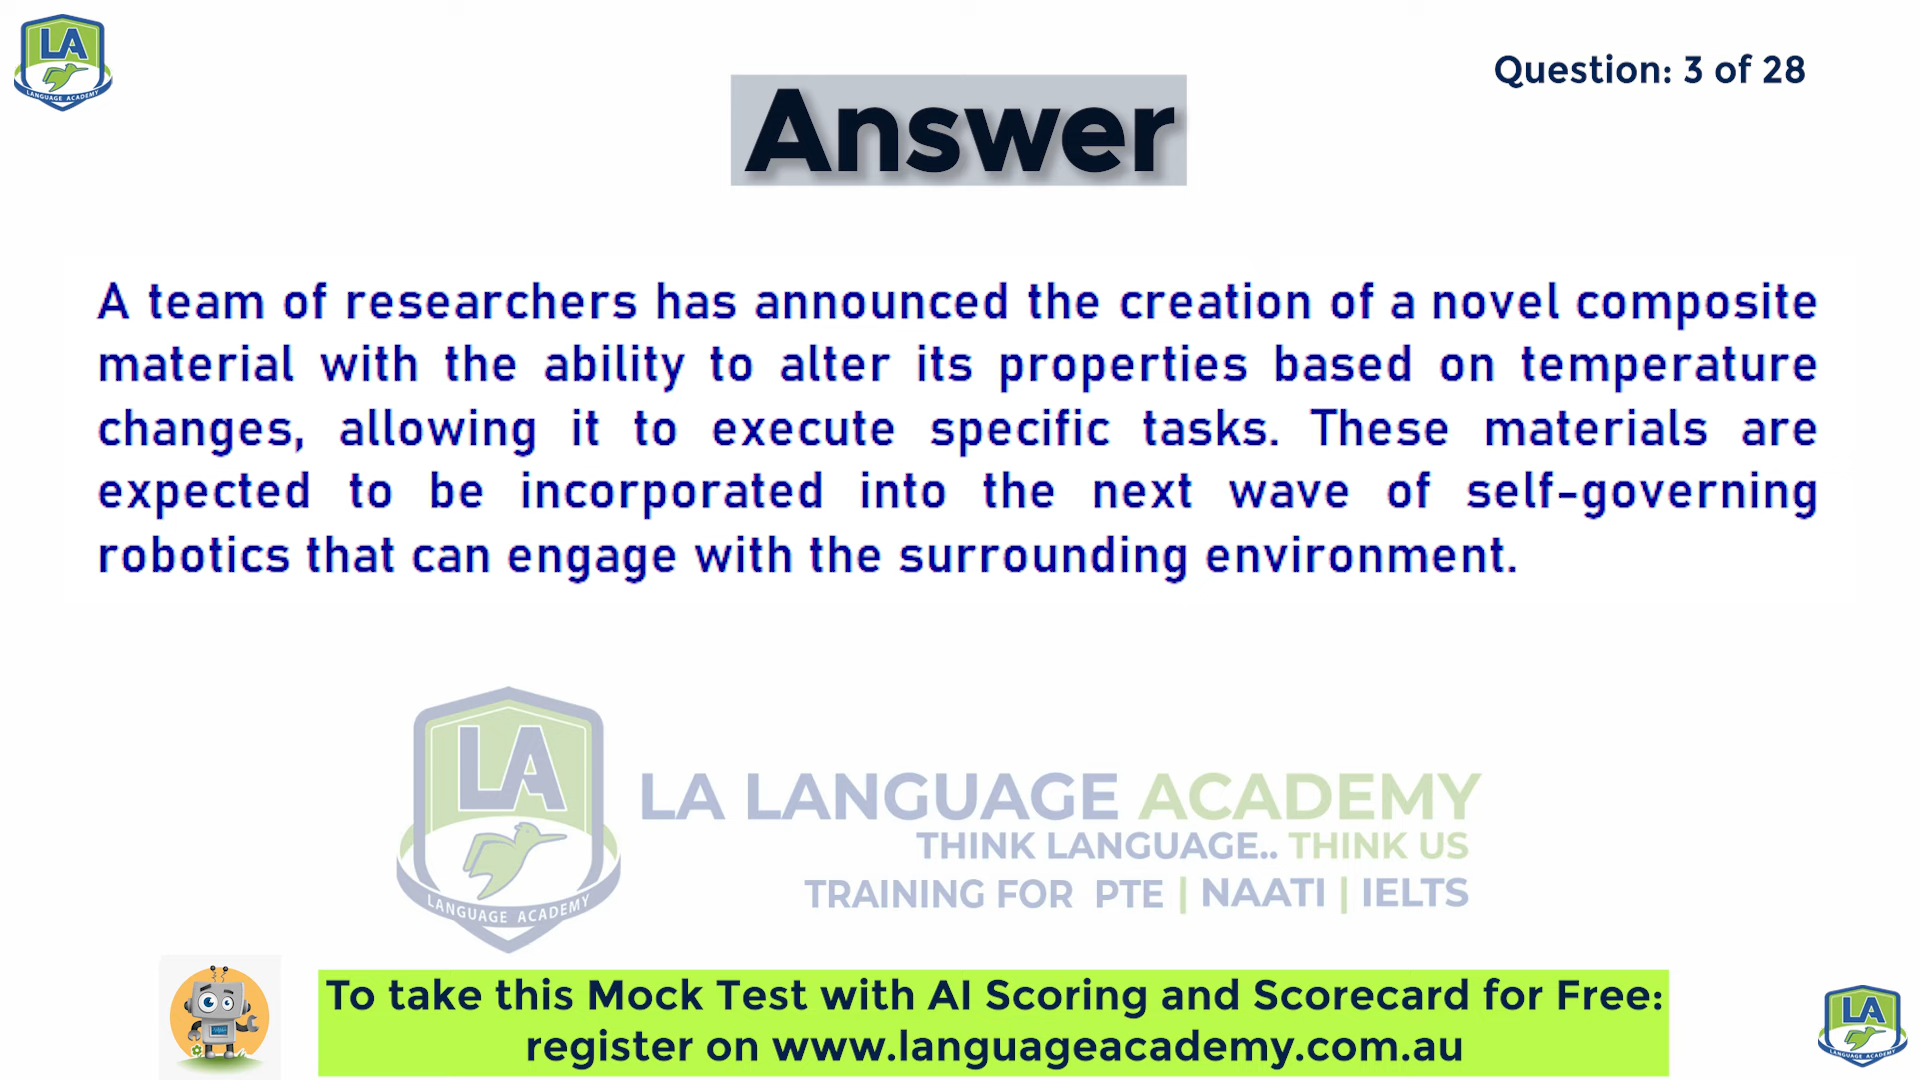 LA
LANGUAGE ACADEMY
Question: 3 of 28
Answer
A team of researchers has announced the creation of a novel composite
material with the ability to alter its properties based on temperature
changes, allowing it to execute specific tasks. These materials are
expected to be incorporated into the next wave of self-governing
robotics that can engage with the surrounding environment.
LA
LANGUAGE ACADEMY
LA LANGUAGE ACADEMY
THINK LANGUAGE.. THINK US
TRAINING FOR PTE | NAATI | IELTS
To take this Mock Test with AI Scoring and Scorecard for Free:
register on www.languageacademy.com.au
LA
LANGUAGE ACADEMY